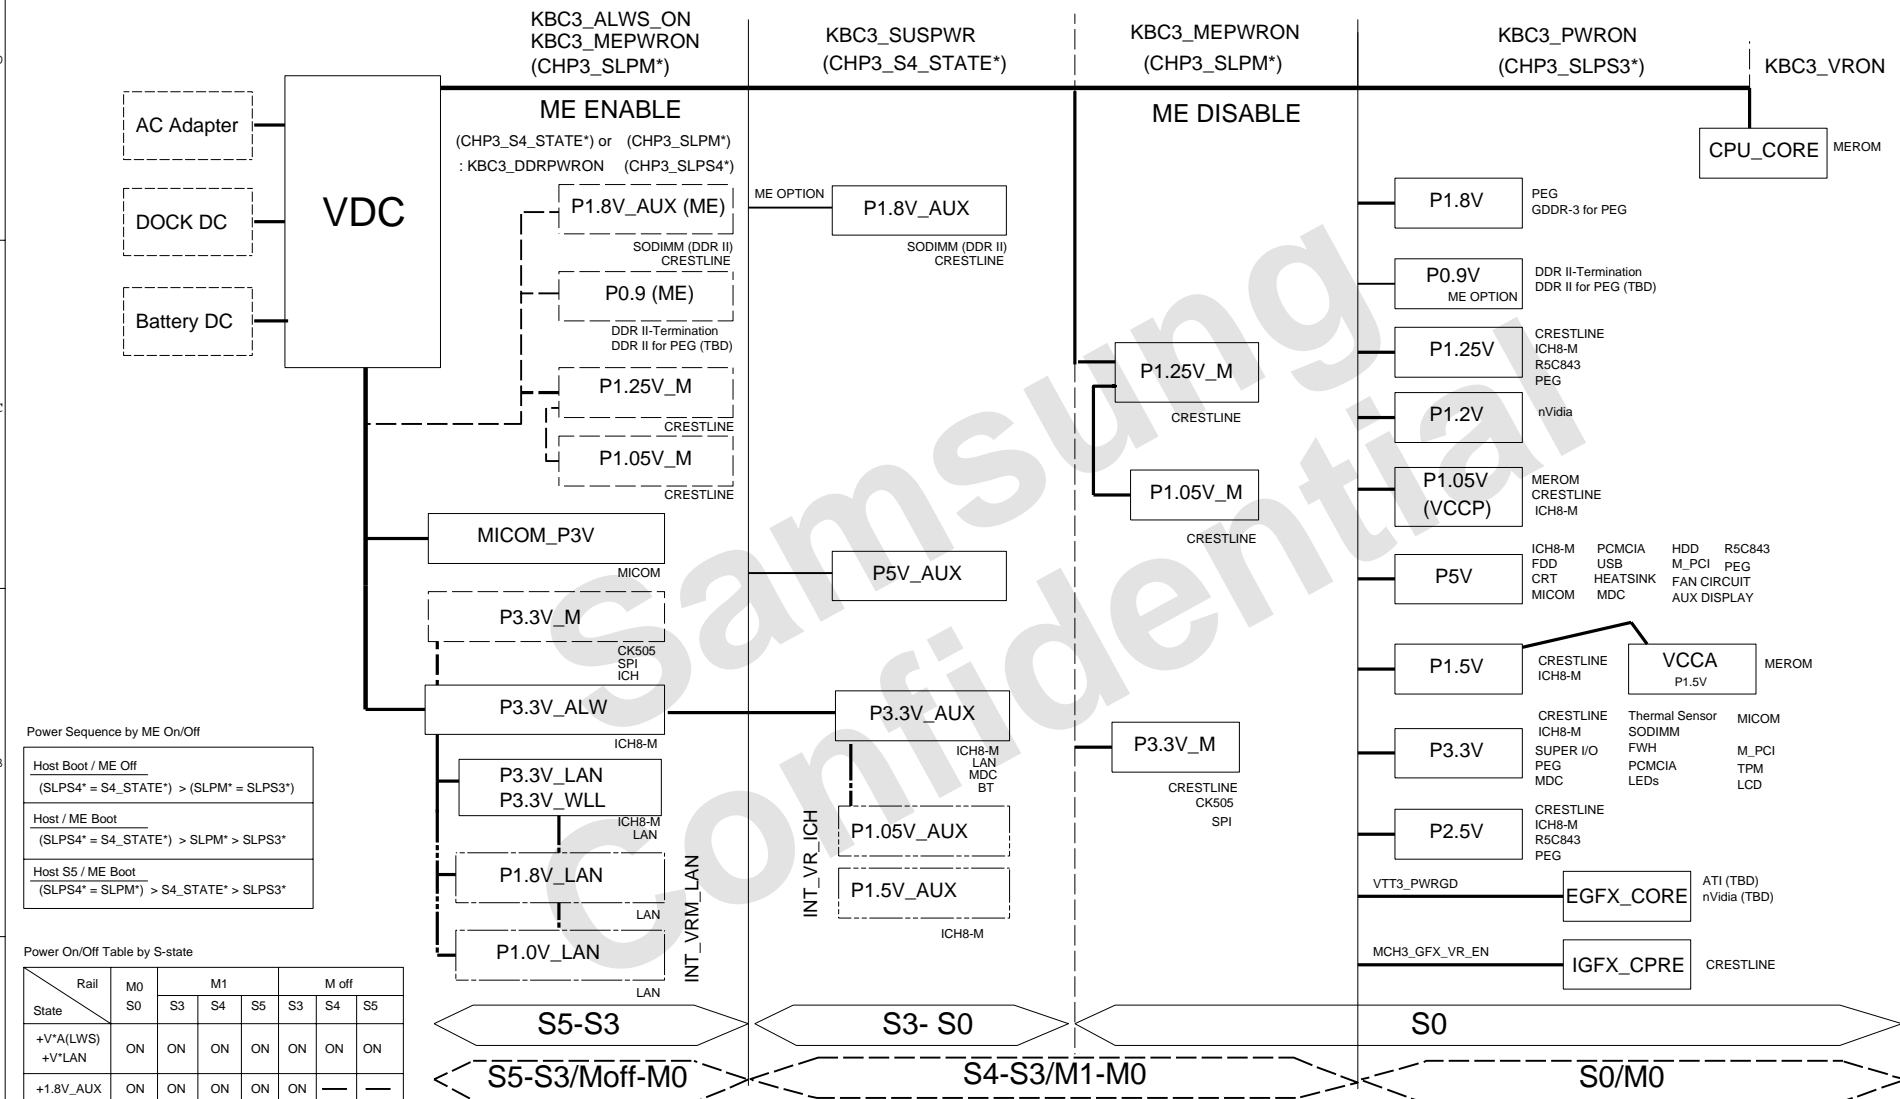 KBC3_ALWS_ON
KBC3_MEPWRON
(CHP3_SLPM*)
KBC3_SUSPWR
(CHP3_S4_STATE*)
KBC3_MEPWRON
(CHP3_SLPM*)
KBC3_PWRON
(CHP3_SLPS3*)
KBC3_VRON
AC Adapter
DOCK DC
Battery DC
VDC
ME ENABLE
(CHP3_S4_STATE*) or (CHP3_SLPM*)
: KBC3_DDRPWRON (CHP3_SLPS4*)
P1.8V_AUX (ME)
SODIMM (DDR II)
CRESTLINE
P0.9 (ME)
DDR II-Termination
DDR II for PEG (TBD)
P1.25V_M
CRESTLINE
P1.05V_M
CRESTLINE
MICOM_P3V
MICOM
P3.3V_M
CK505
SPI
ICH
P3.3V_ALW
ICH8-M
P3.3V_LAN
P3.3V_WLL
ICH8-M
LAN
P1.8V_LAN
LAN
P1.0V_LAN
LAN
INT_VRM_LAN
ME OPTION
P1.8V_AUX
SODIMM (DDR II)
CRESTLINE
P5V_AUX
P3.3V_AUX
ICH8-M
LAN
MDC
BT
P1.05V_AUX
P1.5V_AUX
ICH8-M
INT_VR_ICH
ME DISABLE
P1.25V_M
CRESTLINE
P1.05V_M
CRESTLINE
P3.3V_M
CRESTLINE
CK505
SPI
CPU_CORE
MEROM
P1.8V
PEG
GDDR-3 for PEG
P0.9V
ME OPTION
DDR II-Termination
DDR II for PEG (TBD)
P1.25V
CRESTLINE
ICH8-M
R5C843
PEG
P1.2V
nVidia
P1.05V
(VCCP)
MEROM
CRESTLINE
ICH8-M
P5V
ICH8-M PCMCIA HDD R5C843
FDD USB M_PCI PEG
CRT HEATSINK FAN CIRCUIT
MICOM MDC AUX DISPLAY
P1.5V
CRESTLINE
ICH8-M
VCCA
P1.5V
MEROM
P3.3V
CRESTLINE Thermal Sensor MICOM
ICH8-M SODIMM
SUPER I/O FWH M_PCI
PEG PCMCIA TPM
MDC LEDs LCD
P2.5V
CRESTLINE
ICH8-M
R5C843
PEG
VTT3_PWRGD
EGFX_CORE
ATI (TBD)
nVidia (TBD)
MCH3_GFX_VR_EN
IGFX_CPRE
CRESTLINE
Power Sequence by ME On/Off
Host Boot / ME Off
(SLPS4* = S4_STATE*) > (SLPM* = SLPS3*)
Host / ME Boot
(SLPS4* = S4_STATE*) > SLPM* > SLPS3*
Host S5 / ME Boot
(SLPS4* = SLPM*) > S4_STATE* > SLPS3*
Power On/Off Table by S-state
Rail M0 M1 M off
State S0 S3 S4 S5 S3 S4 S5
+V*A(LWS)
+V*LAN
ON ON ON ON ON ON ON
+1.8V_AUX ON ON ON ON ON — —
S5-S3
S3- S0
S0
S5-S3/Moff-M0
S4-S3/M1-M0
S0/M0
Samsung
Confidential